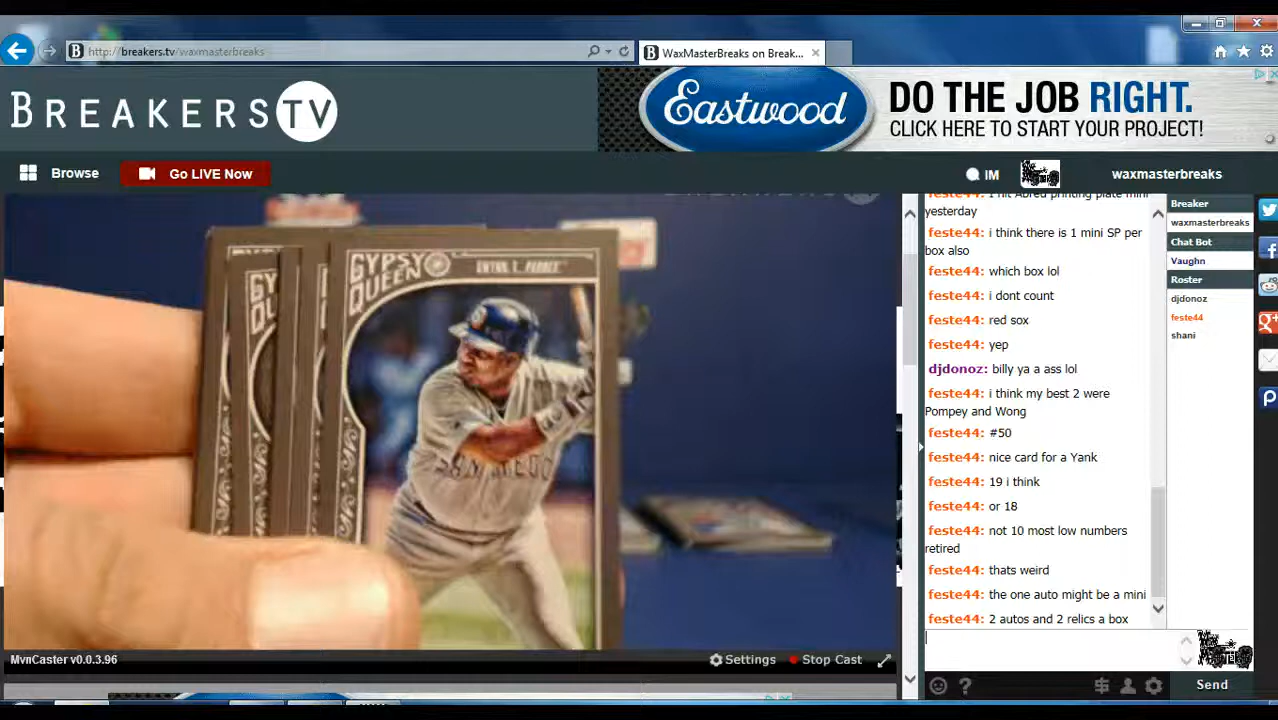 http://breakers.tv/waxmasterbreaks
WaxMasterBreaks on Break...
BREAKERS TV
Eastwood
DO THE JOB RIGHT.
CLICK HERE TO START YOUR PROJECT!
Browse
Go LIVE Now
IM
waxmasterbreaks
GYPSY
QUEEN
SAN DIEGO
yesterday
feste44: i think there is 1 mini SP per
box also
feste44: which box lol
feste44: i dont count
feste44: red sox
feste44: yep
djdonoz: billy ya a ass lol
feste44: i think my best 2 were
Pompey and Wong
feste44: #50
feste44: nice card for a Yank
feste44: 19 i think
feste44: or 18
feste44: not 10 most low numbers
retired
feste44: thats weird
feste44: the one auto might be a mini
feste44: 2 autos and 2 relics a box
Breaker
waxmasterbreaks
Chat Bot
Vaughn
Roster
djdonoz
feste44
shani
MvnCaster v0.0.3.96
Settings
Stop Cast
Send